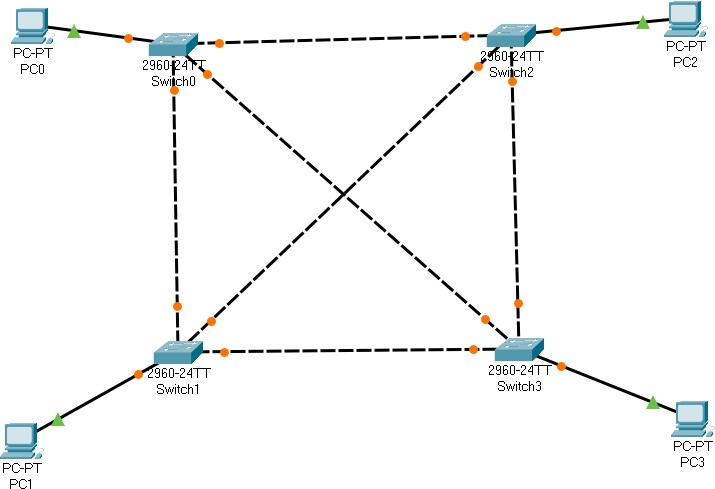 PC-PT
PC0
2960-24TT
Switch0
2960-24TT
Switch2
PC-PT
PC2
2960-24TT
Switch1
2960-24TT
Switch3
PC-PT
PC1
PC-PT
PC3